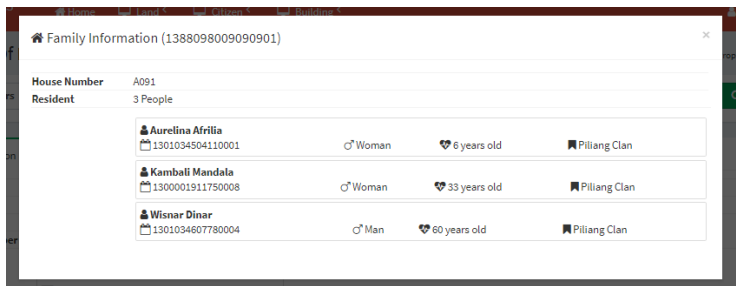 Home Land Citizen Building
Family Information (1388098009090901) ×
House Number A091
Resident 3 People
Aurelina Afrilia
1301034504110001 Woman 6 years old Piliang Clan
Kambali Mandala
1300001911750008 Woman 33 years old Piliang Clan
Wisnar Dinar
1301034607780004 Man 60 years old Piliang Clan